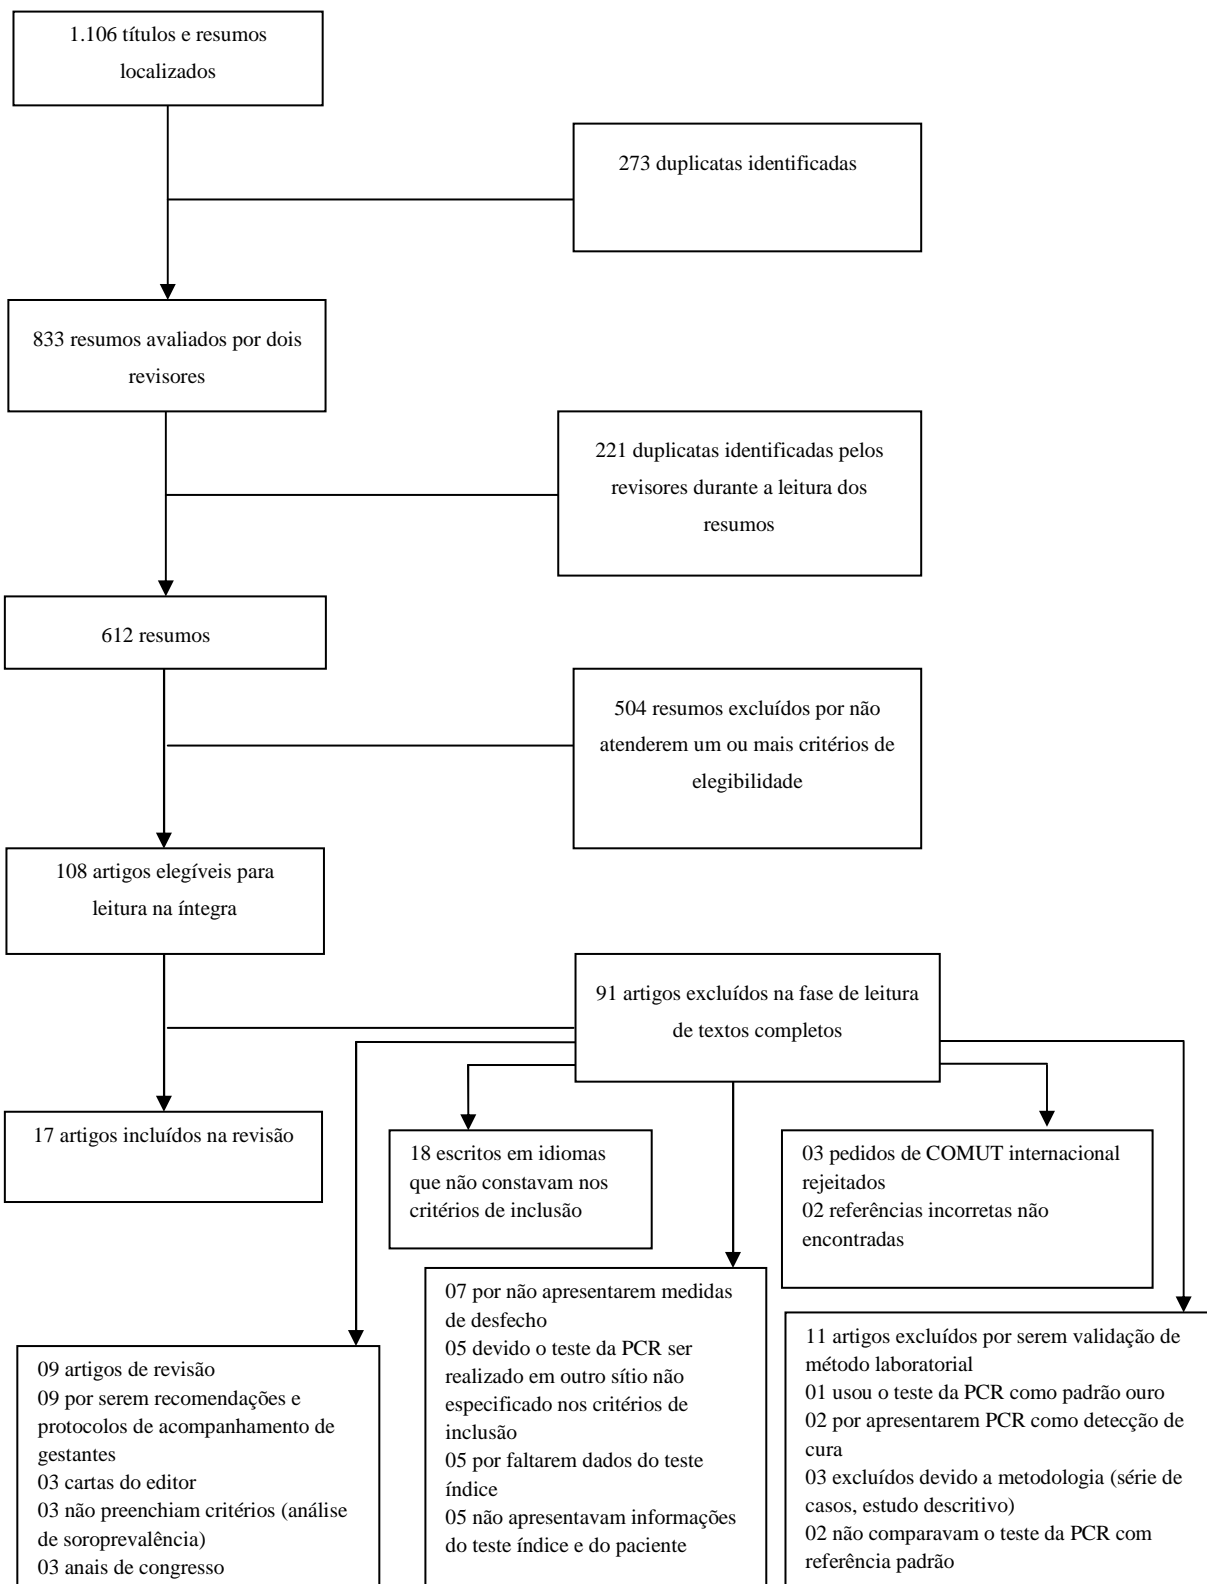 1.106 títulos e resumos
localizados
273 duplicatas identificadas
833 resumos avaliados por dois
revisores
221 duplicatas identificadas pelos
revisores durante a leitura dos
resumos
612 resumos
504 resumos excluídos por não
atenderem um ou mais critérios de
elegibilidade
108 artigos elegíveis para
leitura na íntegra
91 artigos excluídos na fase de leitura
de textos completos
17 artigos incluídos na revisão
18 escritos em idiomas
que não constavam nos
critérios de inclusão
03 pedidos de COMUT internacional
rejeitados
02 referências incorretas não
encontradas
09 artigos de revisão
09 por serem recomendações e
protocolos de acompanhamento de
gestantes
03 cartas do editor
03 não preenchiam critérios (análise
de soroprevalência)
03 anais de congresso
07 por não apresentarem medidas
de desfecho
05 devido o teste da PCR ser
realizado em outro sítio não
especificado nos critérios de
inclusão
05 por faltarem dados do teste
índice
05 não apresentavam informações
do teste índice e do paciente
11 artigos excluídos por serem validação de
método laboratorial
01 usou o teste da PCR como padrão ouro
02 por apresentarem PCR como detecção de
cura
03 excluídos devido a metodologia (série de
casos, estudo descritivo)
02 não comparavam o teste da PCR com
referência padrão